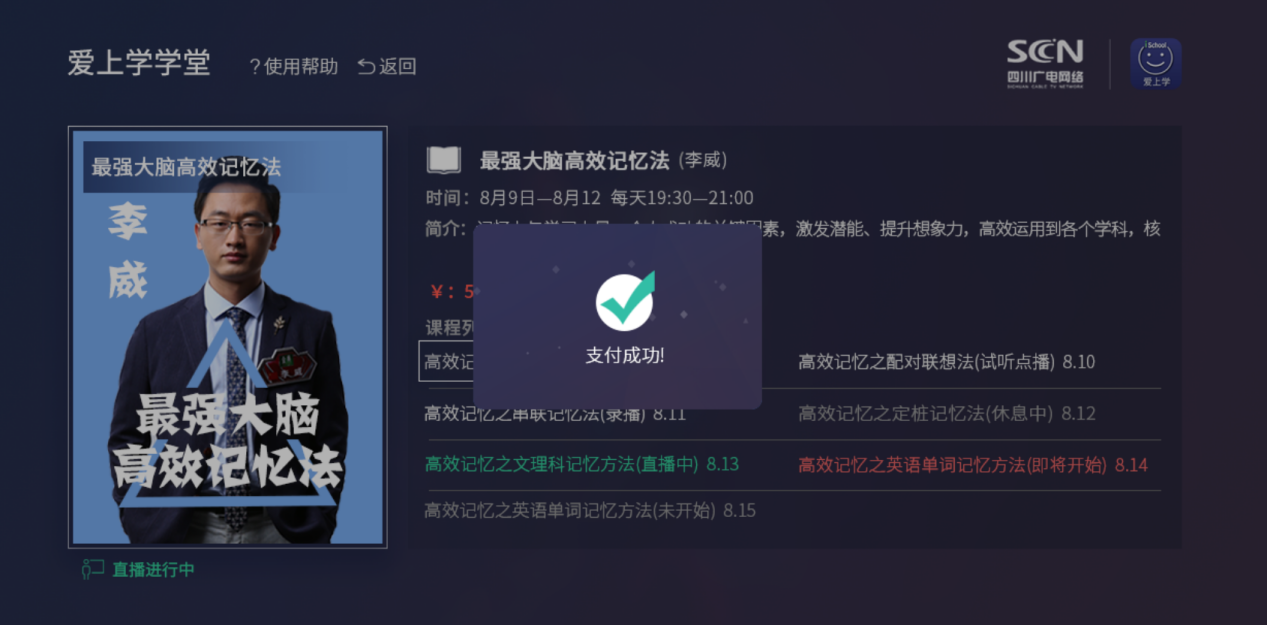 爱上学学堂 ?使用帮助 返回
SCN
四川广电网络
SICHUAN CABLE TV NETWORK
iSchool
爱上学
最强大脑高效记忆法
李威
最强大脑
高效记忆法
直播进行中
最强大脑高效记忆法 (李威)
时间：8月9日—8月12 每天19:30—21:00
简介： 素，激发潜能、提升想象力，高效运用到各个学科，核
¥：5
课程列
高效记
高效记忆之配对联想法(试听点播) 8.10
高效记忆之串联记忆法(录播) 8.11
高效记忆之定桩记忆法(休息中) 8.12
高效记忆之文理科记忆方法(直播中) 8.13
高效记忆之英语单词记忆方法(即将开始) 8.14
高效记忆之英语单词记忆方法(未开始) 8.15
支付成功!